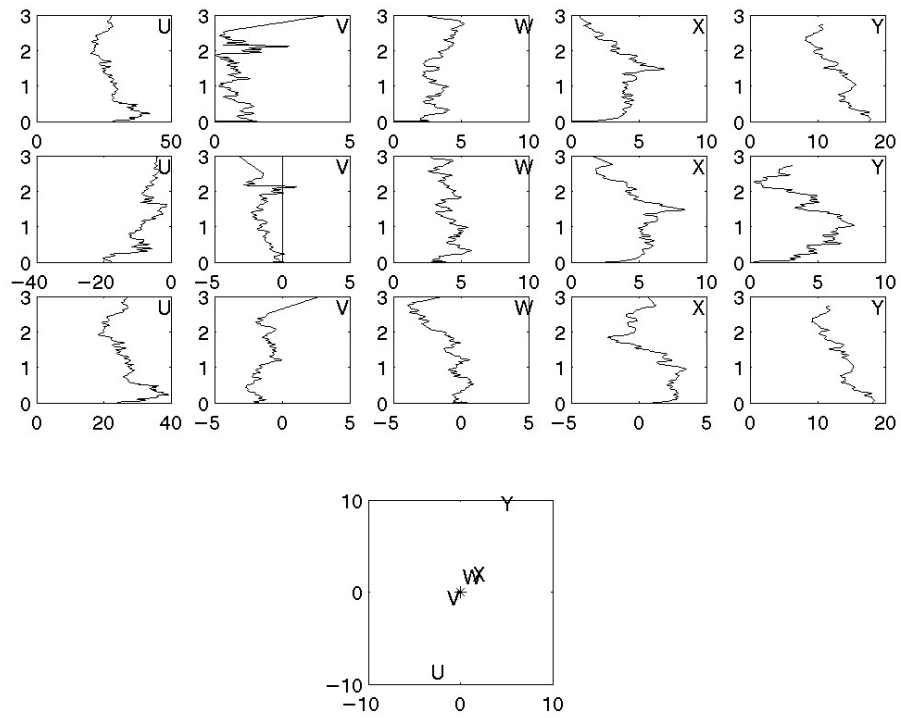 3 U 3 V 3 W 3 X 3 Y
2 2 2 2 2
1 1 1 1 1
0 0 0 0 0
0 50 0 5 0 5 10 0 5 10 0 10 20
3 U 3 V 3 W 3 X 3 Y
2 2 2 2 2
1 1 1 1 1
0 0 0 0 0
−40 −20 0 −5 0 5 −5 0 5 −5 0 5 10 0 5 10
3 U 3 V 3 W 3 X 3 Y
2 2 2 2 2
1 1 1 1 1
0 0 0 0 0
0 20 40 −5 0 5 −5 0 5 −5 0 5 0 10 20
10 Y
W X
0 V *
U
−10
−10 0 10